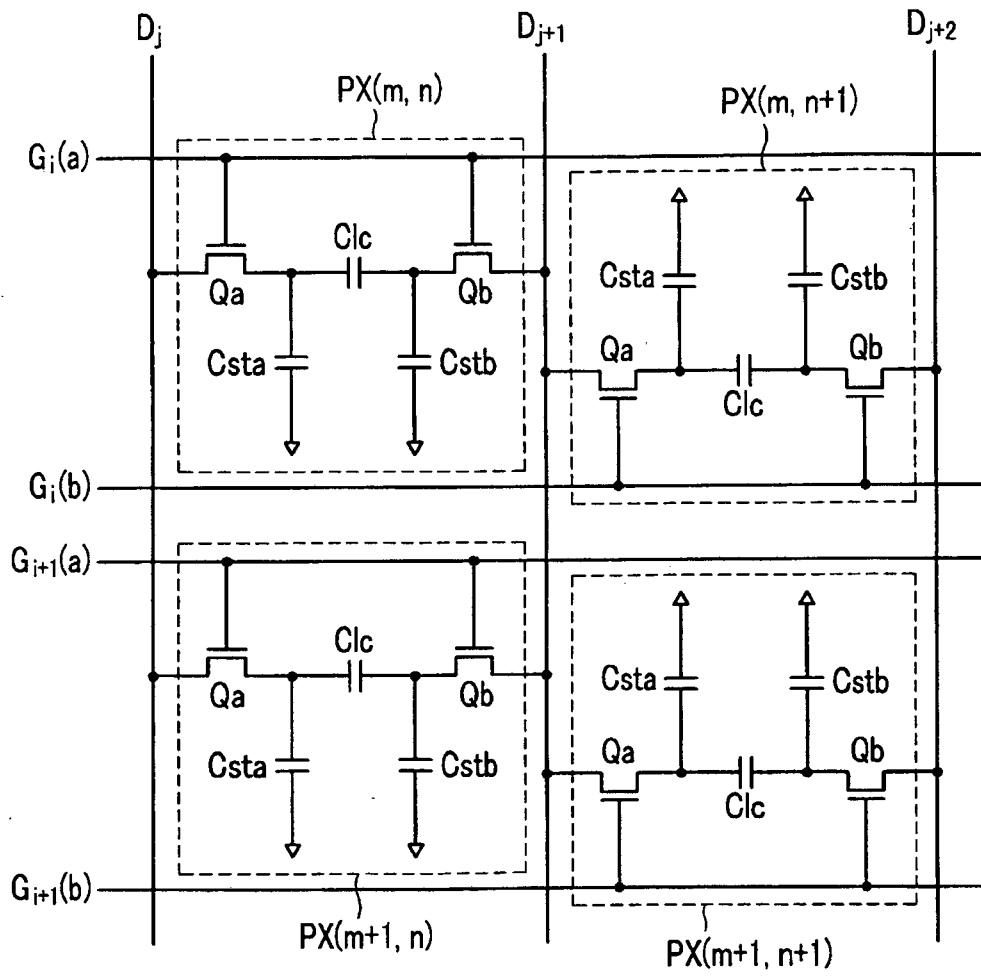 Dj Dj+1 Dj+2
PX(m, n)
PX(m, n+1)
Gi(a)
Clc
Qa Qb
Csta Cstb
Csta Cstb
Qa Qb
Clc
Gi(b)
Gi+1(a)
Clc
Qa Qb
Csta Cstb
Csta Cstb
Qa Qb
Clc
Gi+1(b)
PX(m+1, n)
PX(m+1, n+1)